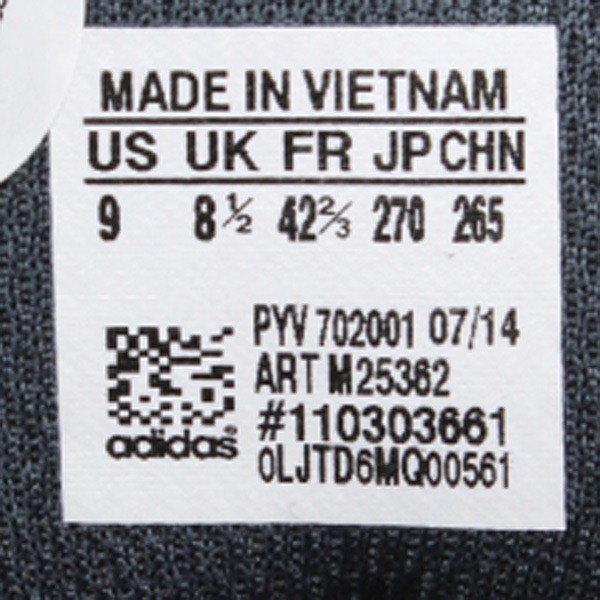 MADE IN VIETNAM
US UK FR JP CHN
9 8½ 42⅔ 270 265
PYV 702001 07/14
ART M25362
#110303661
adidas®
0LJTD6MQ00561